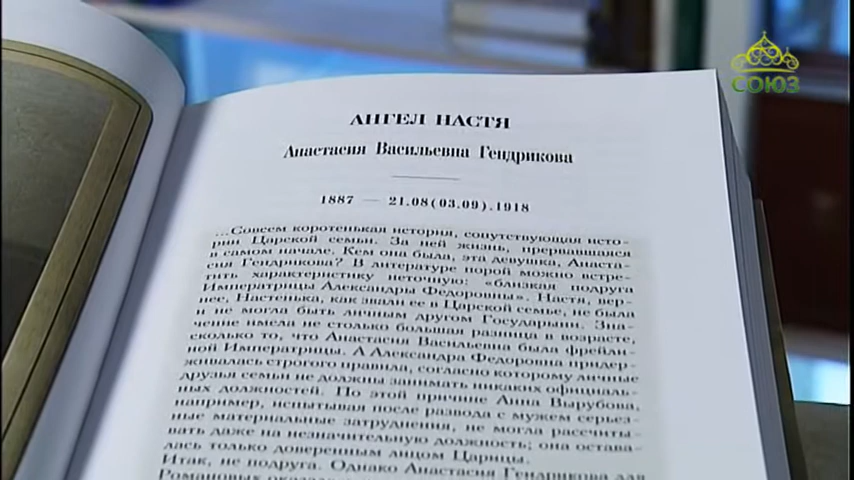 СОЮЗ
АНГЕЛ НАСТЯ
Анастасия Васильевна Гендрикова
1887 — 21.08(03.09).1918
...Совсем коротенькая история, сопутствующая исто-
рии Царской семьи. За ней жизнь, прервавшаяся
в самом начале. Кем она была, эта девушка, Анаста-
сия Гендрикова? В литературе порой можно встре-
тить характеристику неточную: «близкая подруга
Императрицы Александры Федоровны». Настя, вер-
нее, Настенька, как звали ее в Царской семье, не была
и не могла быть личным другом Государыни. Зна-
чение имела не столько большая разница в возрасте,
сколько то, что Анастасия Васильевна была фрейли-
ной Императрицы. А Александра Федоровна придер-
живалась строгого правила, согласно которому личные
друзья семьи не должны занимать никаких официаль-
ных должностей. По этой причине Анна Вырубова,
например, испытывая после развода с мужем серьез-
ные материальные затруднения, не могла рассчиты-
вать даже на незначительную должность; она остава-
лась только доверенным лицом Царицы.
Итак, не подруга. Однако Анастасия Гендрикова для
Романовых